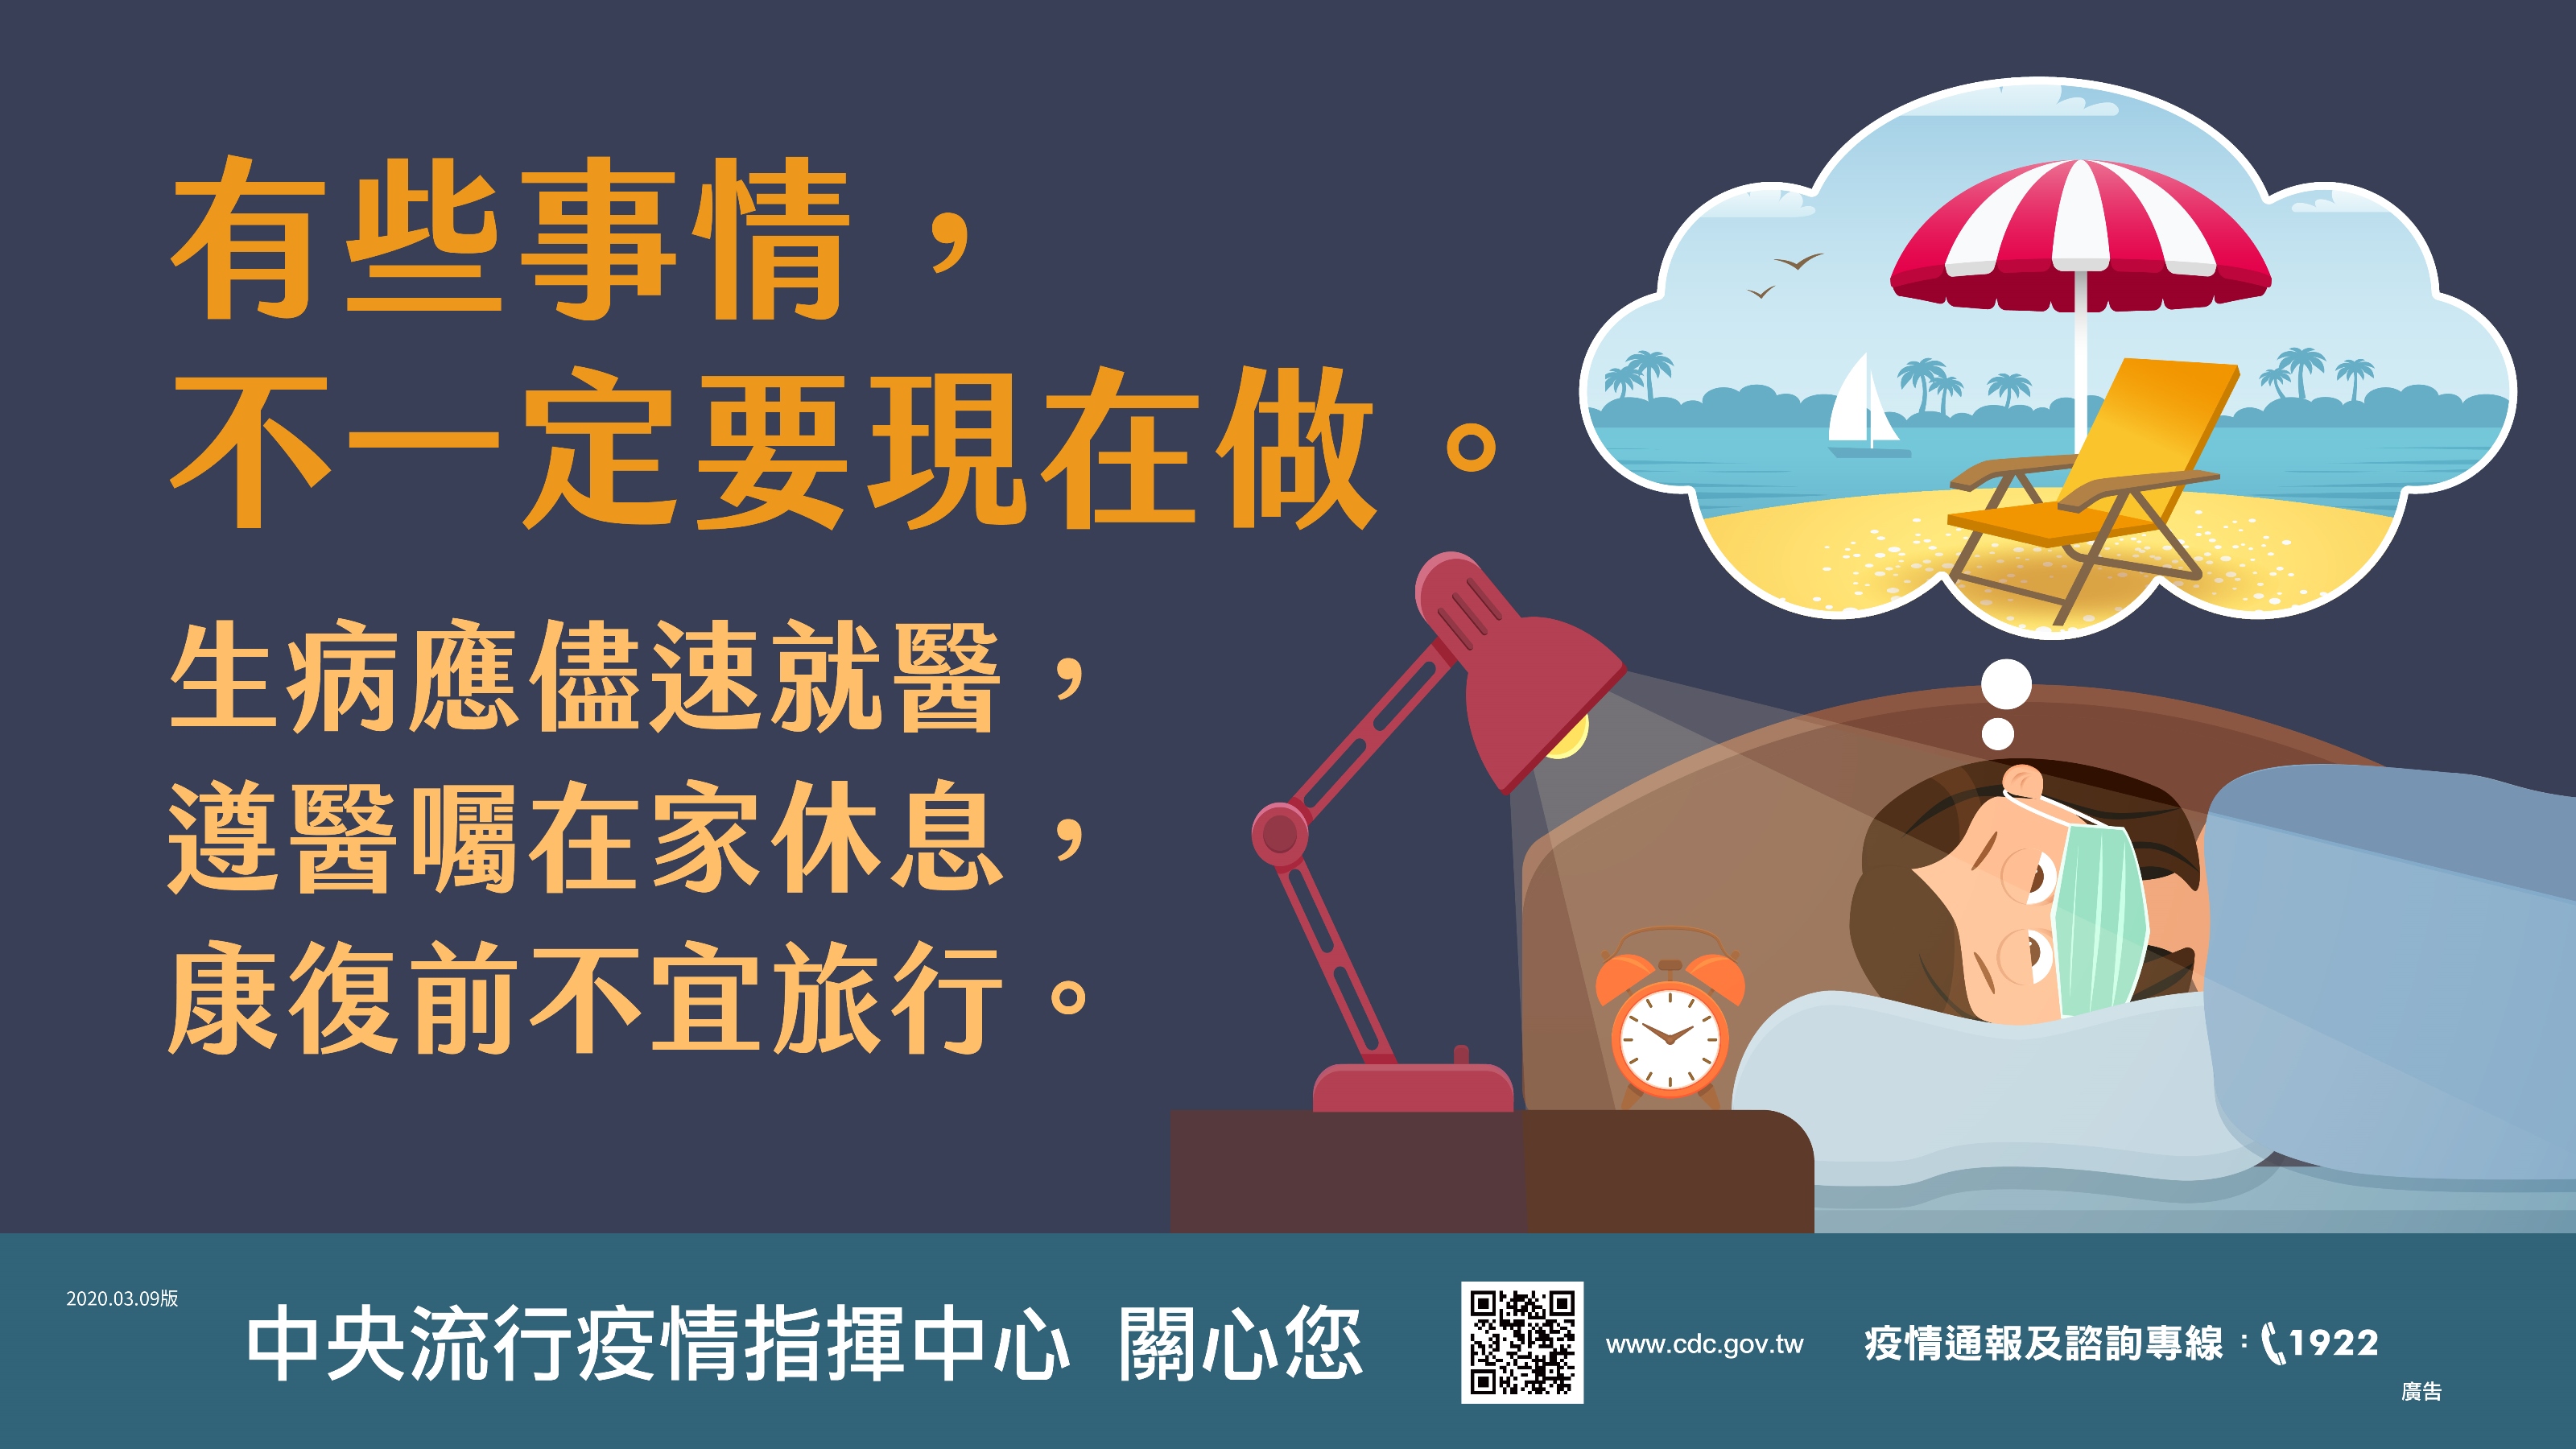 有些事情，
不一定要現在做。
生病應儘速就醫，
遵醫囑在家休息，
康復前不宜旅行。
2020.03.09版
中央流行疫情指揮中心 關心您
www.cdc.gov.tw
疫情通報及諮詢專線：1922
廣告